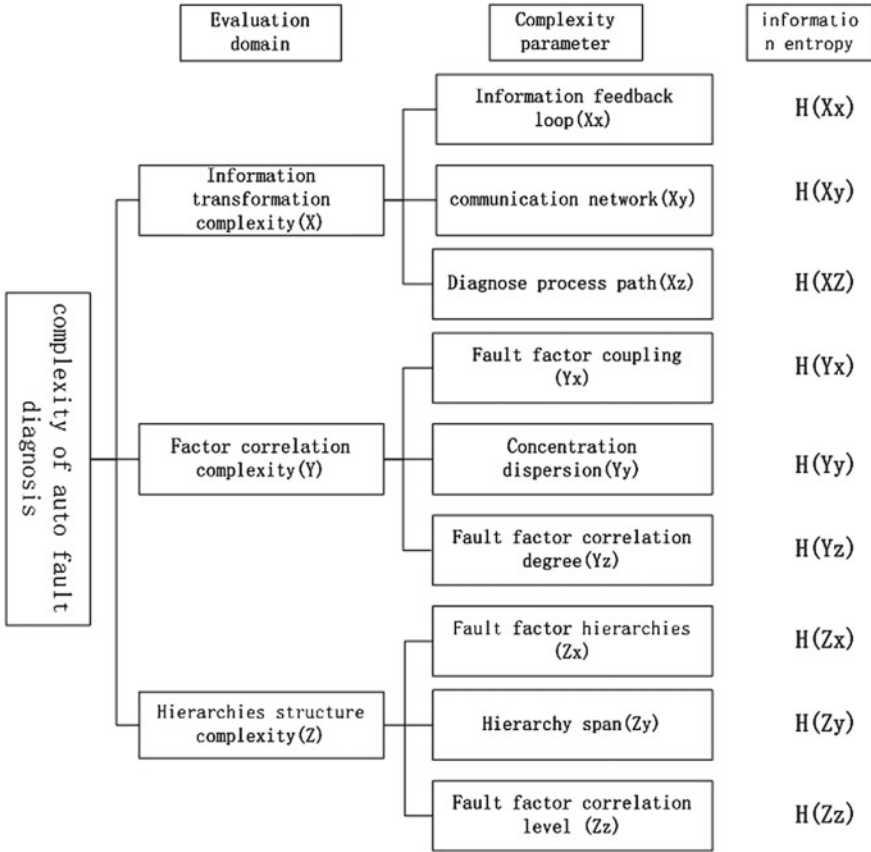 Evaluation
domain
Complexity
parameter
informatio
n entropy
Information feedback
loop(Xx)
H(Xx)
Information
transformation
complexity(X)
communication network(Xy)
H(Xy)
Diagnose process path(Xz)
H(XZ)
complexity of auto fault
diagnosis
Fault factor coupling
(Yx)
H(Yx)
Factor correlation
complexity(Y)
Concentration
dispersion(Yy)
H(Yy)
Fault factor correlation
degree(Yz)
H(Yz)
Fault factor hierarchies
(Zx)
H(Zx)
Hierarchies structure
complexity(Z)
Hierarchy span(Zy)
H(Zy)
Fault factor correlation
level (Zz)
H(Zz)